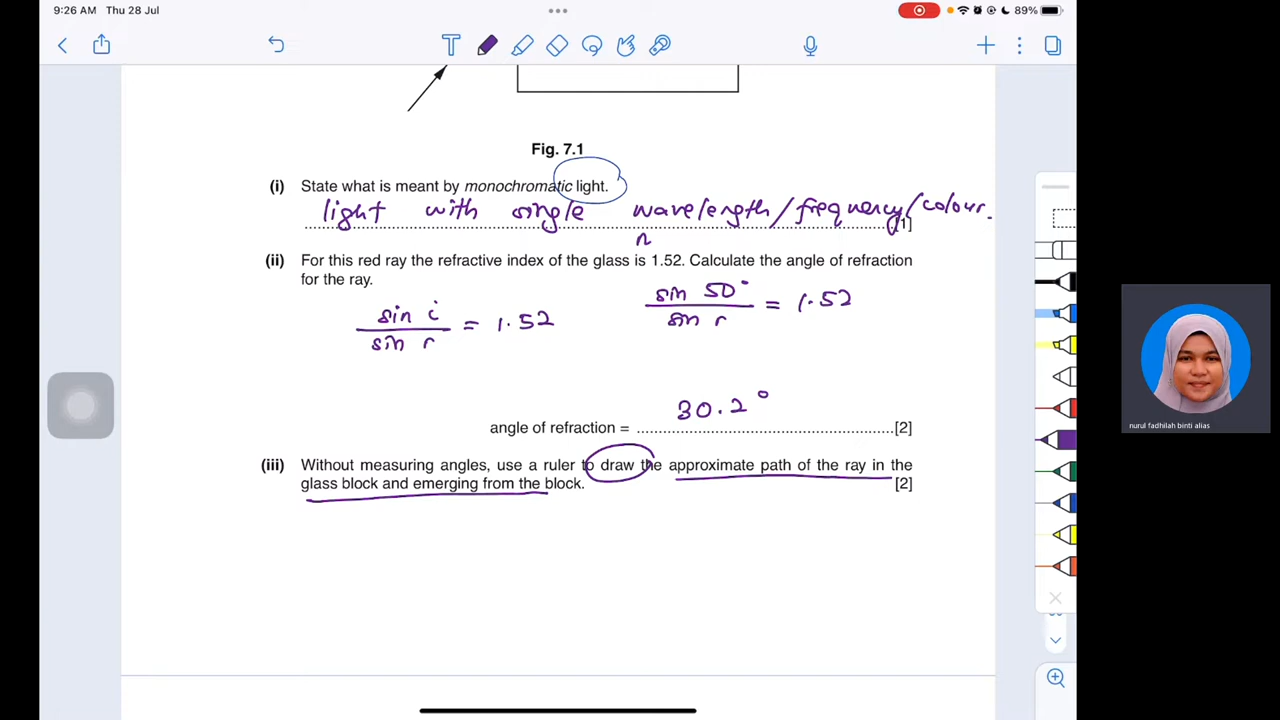 9:26 AM Thu 28 Jul
89%
Fig. 7.1
(i) State what is meant by monochromatic light.
light with single wavelength/frequency/colour.
[1]
n
(ii) For this red ray the refractive index of the glass is 1.52. Calculate the angle of refraction
for the ray.
sin i / sin r = 1.52
sin 50° / sin r = 1.52
30.2°
angle of refraction = ................................................[2]
(iii) Without measuring angles, use a ruler to draw the approximate path of the ray in the
glass block and emerging from the block. [2]
nurul fadhilah binti alias